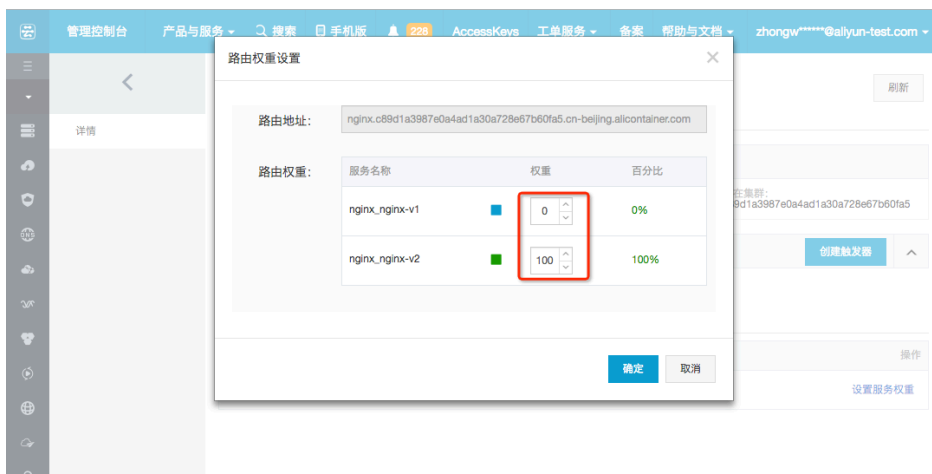 管理控制台 产品与服务 搜索 手机版 228 AccessKeys 工单服务 备案 帮助与文档 zhongw******@aliyun-test.com
路由权重设置
刷新
详情
路由地址: nginx.c89d1a3987e0a4ad1a30a728e67b60fa5.cn-beijing.alicontainer.com
路由权重: 服务名称 权重 百分比
在集群:
9d1a3987e0a4ad1a30a728e67b60fa5
nginx_nginx-v1 0 0%
创建触发器
nginx_nginx-v2 100 100%
操作
确定 取消
设置服务权重